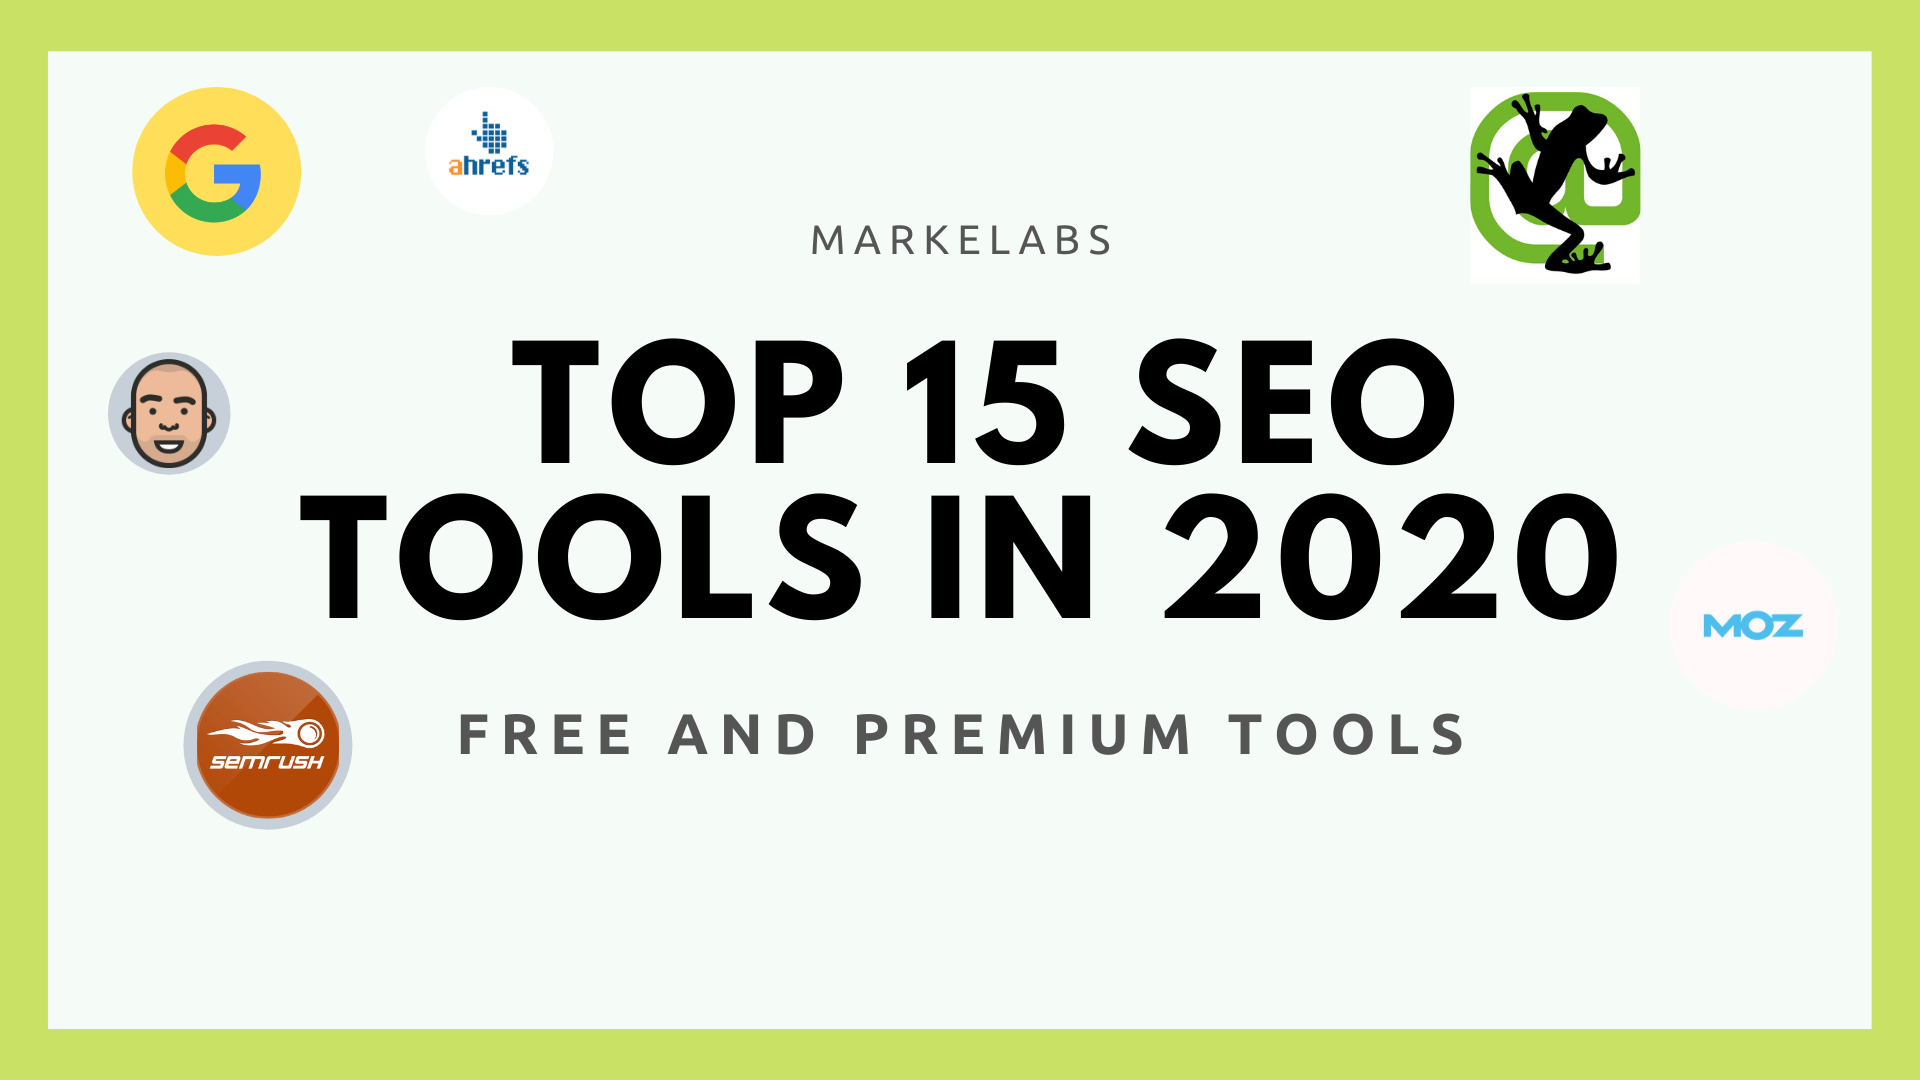 ahrefs
MARKELABS
TOP 15 SEO
TOOLS IN 2020
MOZ
semrush
FREE AND PREMIUM TOOLS